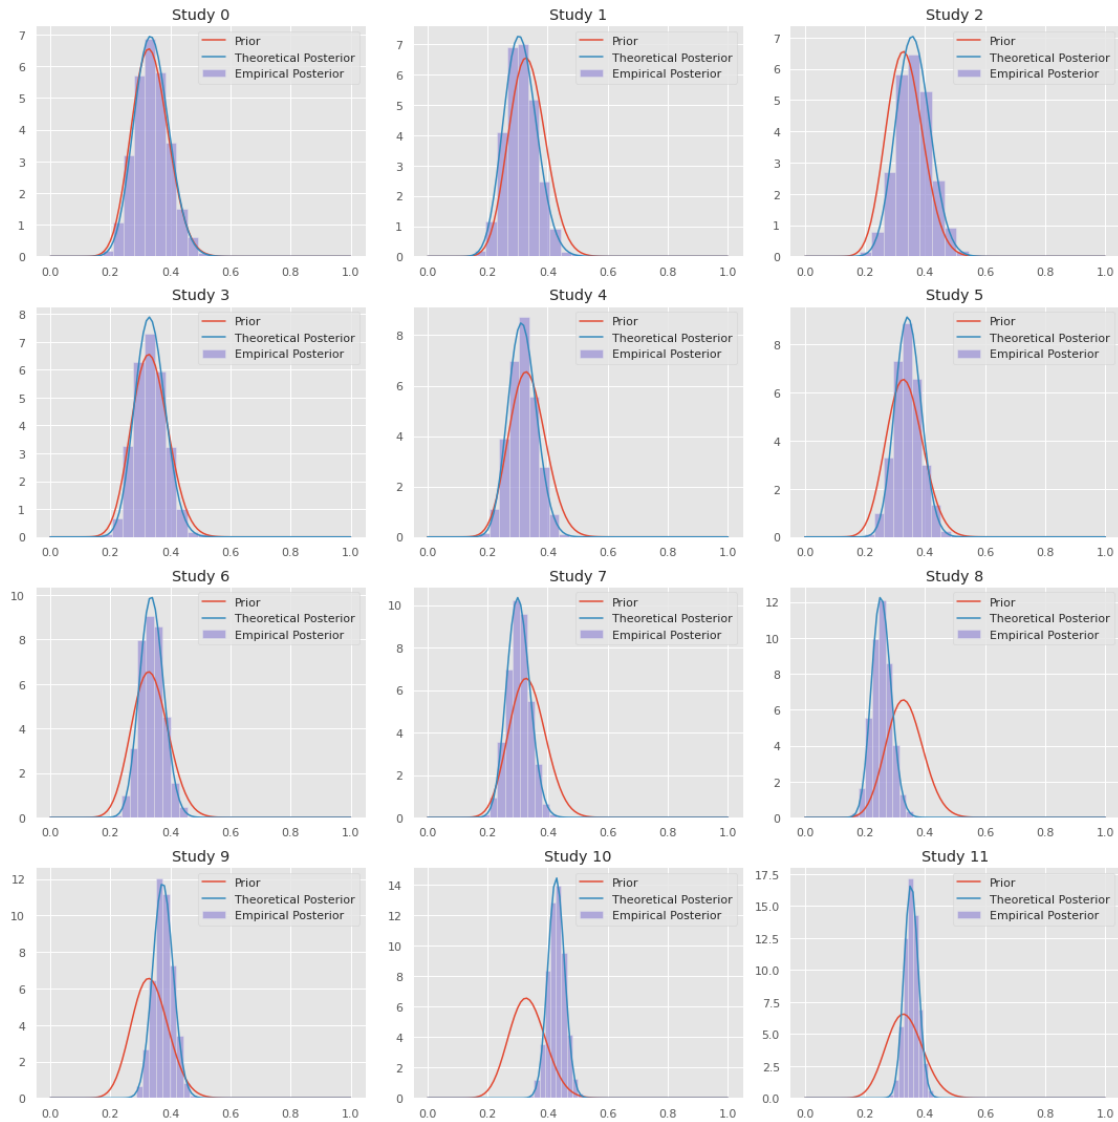 Study 0
Prior
Theoretical Posterior
Empirical Posterior
7
6
5
4
3
2
1
0
0.0 0.2 0.4 0.6 0.8 1.0
Study 1
Prior
Theoretical Posterior
Empirical Posterior
7
6
5
4
3
2
1
0
0.0 0.2 0.4 0.6 0.8 1.0
Study 2
Prior
Theoretical Posterior
Empirical Posterior
7
6
5
4
3
2
1
0
0.0 0.2 0.4 0.6 0.8 1.0
Study 3
Prior
Theoretical Posterior
Empirical Posterior
8
7
6
5
4
3
2
1
0
0.0 0.2 0.4 0.6 0.8 1.0
Study 4
Prior
Theoretical Posterior
Empirical Posterior
8
6
4
2
0
0.0 0.2 0.4 0.6 0.8 1.0
Study 5
Prior
Theoretical Posterior
Empirical Posterior
8
6
4
2
0
0.0 0.2 0.4 0.6 0.8 1.0
Study 6
Prior
Theoretical Posterior
Empirical Posterior
10
8
6
4
2
0
0.0 0.2 0.4 0.6 0.8 1.0
Study 7
Prior
Theoretical Posterior
Empirical Posterior
10
8
6
4
2
0
0.0 0.2 0.4 0.6 0.8 1.0
Study 8
Prior
Theoretical Posterior
Empirical Posterior
12
10
8
6
4
2
0
0.0 0.2 0.4 0.6 0.8 1.0
Study 9
Prior
Theoretical Posterior
Empirical Posterior
12
10
8
6
4
2
0
0.0 0.2 0.4 0.6 0.8 1.0
Study 10
Prior
Theoretical Posterior
Empirical Posterior
14
12
10
8
6
4
2
0
0.0 0.2 0.4 0.6 0.8 1.0
Study 11
Prior
Theoretical Posterior
Empirical Posterior
17.5
15.0
12.5
10.0
7.5
5.0
2.5
0.0
0.0 0.2 0.4 0.6 0.8 1.0